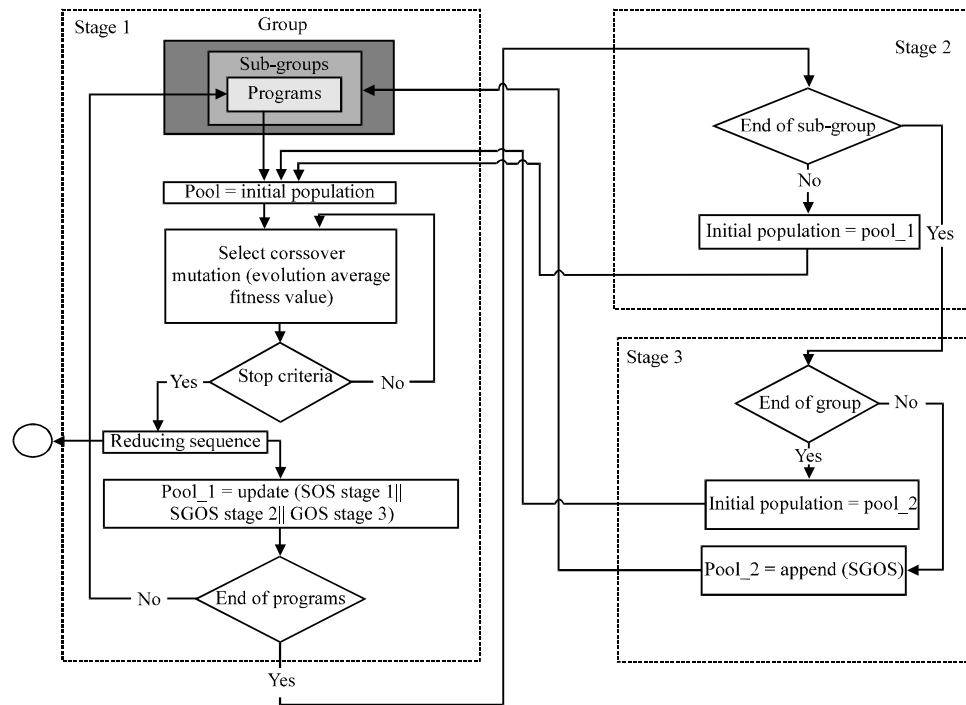 Stage 1
Group
Sub-groups
Programs
Pool = initial population
Select corssover
mutation (evolution average
fitness value)
Stop criteria
Yes
No
Reducing sequence
Pool_1 = update (SOS stage 1||
SGOS stage 2|| GOS stage 3)
End of programs
No
Yes
Stage 2
End of sub-group
No
Yes
Initial population = pool_1
Stage 3
End of group
No
Yes
Initial population = pool_2
Pool_2 = append (SGOS)